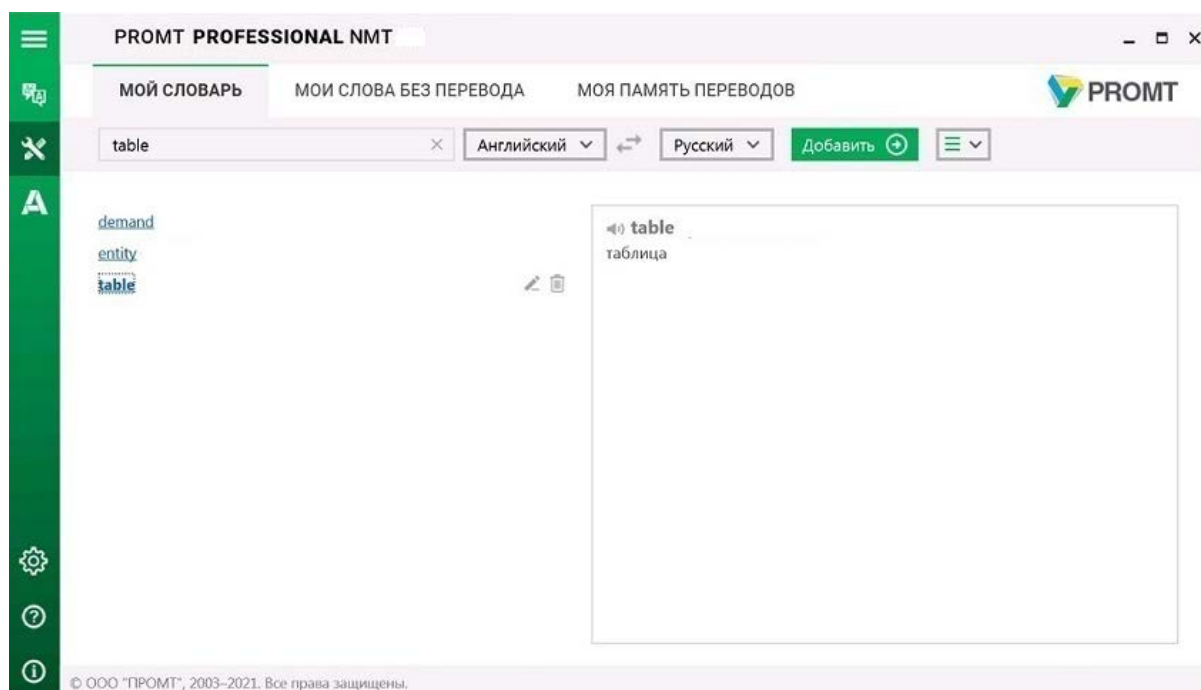 PROMT PROFESSIONAL NMT
МОЙ СЛОВАРЬ МОИ СЛОВА БЕЗ ПЕРЕВОДА МОЯ ПАМЯТЬ ПЕРЕВОДОВ PROMT
table Английский Русский Добавить
demand
entity
table
table
таблица
© ООО "ПРОМТ", 2003–2021. Все права защищены.